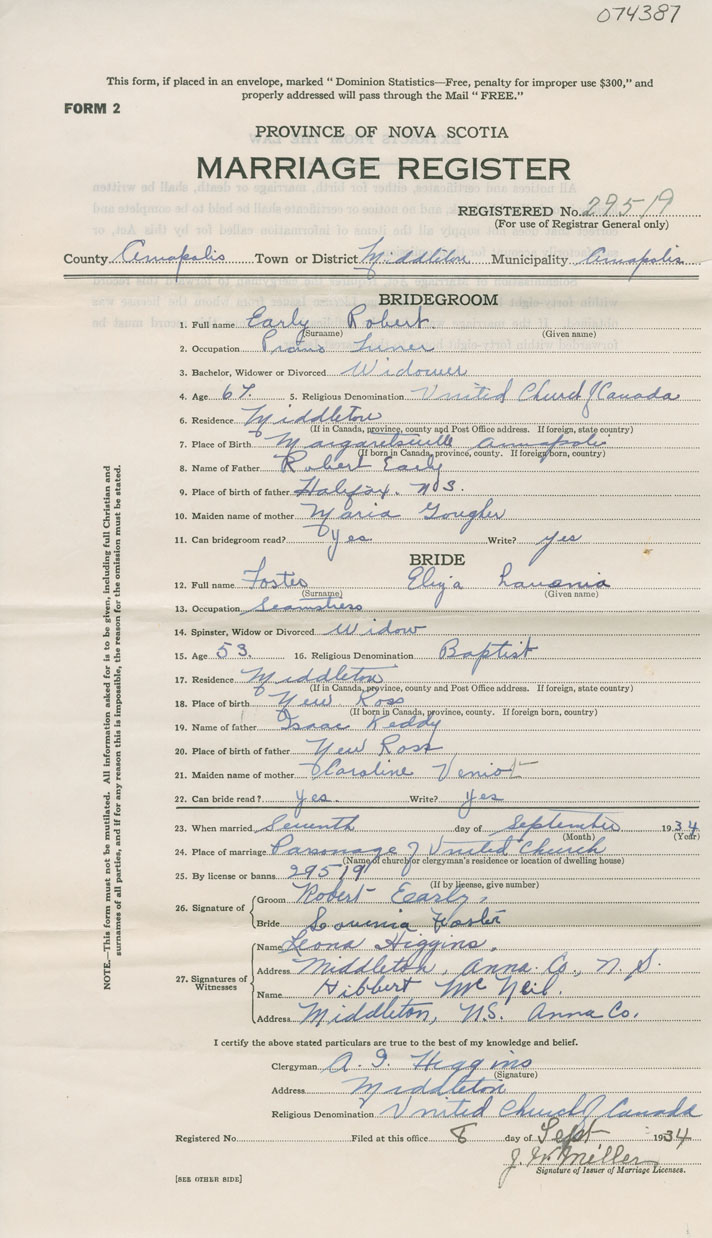 074387
This form, if placed in an envelope, marked "Dominion Statistics—Free, penalty for improper use $300," and
properly addressed will pass through the Mail "FREE."
FORM 2
PROVINCE OF NOVA SCOTIA
MARRIAGE REGISTER
REGISTERED No. 29519
(For use of Registrar General only)
County Annapolis Town or District Middleton Municipality Annapolis
BRIDEGROOM
1. Full name Early Robert.
(Surname) (Given name)
2. Occupation Piano Tuner
3. Bachelor, Widower or Divorced Widower
4. Age 67. 5. Religious Denomination United Church of Canada
6. Residence Middleton
(If in Canada, province, county and Post Office address. If foreign, state country)
7. Place of Birth Margaretsville Annapolis
(If born in Canada, province, county. If foreign born, country)
8. Name of Father Robert Early
9. Place of birth of father Halifax. N.S.
10. Maiden name of mother Maria Gougher
11. Can bridegroom read? Yes. Write? Yes
BRIDE
12. Full name Foster Eliza Lavenia
(Surname) (Given name)
13. Occupation Seamstress
14. Spinster, Widow or Divorced Widow
15. Age 53. 16. Religious Denomination Baptist
17. Residence Middleton
(If in Canada, province, county and Post Office address. If foreign, state country)
18. Place of birth New Ross
(If born in Canada, province, county. If foreign born, country)
19. Name of father Isaac Keddy
20. Place of birth of father New Ross
21. Maiden name of mother Caroline Veniot
22. Can bride read? Yes. Write? Yes
23. When married Seventh day of September 1934
(Month) (Year)
24. Place of marriage Parsonage of United Church
(Name of church or clergyman's residence or location of dwelling house)
25. By license or banns 29519
(If by license, give number)
26. Signature of Groom Robert Early,
Bride Louenia Foster
27. Signatures of Witnesses
Name Leona Higgins,
Address Middleton, Anna. Co., N.S.
Name Hibbert McNeil.
Address Middleton, N.S. Anna Co.
I certify the above stated particulars are true to the best of my knowledge and belief.
Clergyman A. I. Higgins
(Signature)
Address Middleton
Religious Denomination United Church of Canada
Registered No. Filed at this office 8 day of Sept 1934
J. W. Miller
Signature of Issuer of Marriage Licenses.
[SEE OTHER SIDE]
NOTE.—This form must not be mutilated. All information asked for is to be given, including full Christian and
surnames of all parties, and if for any reason this is impossible, the reason for the omission must be stated.